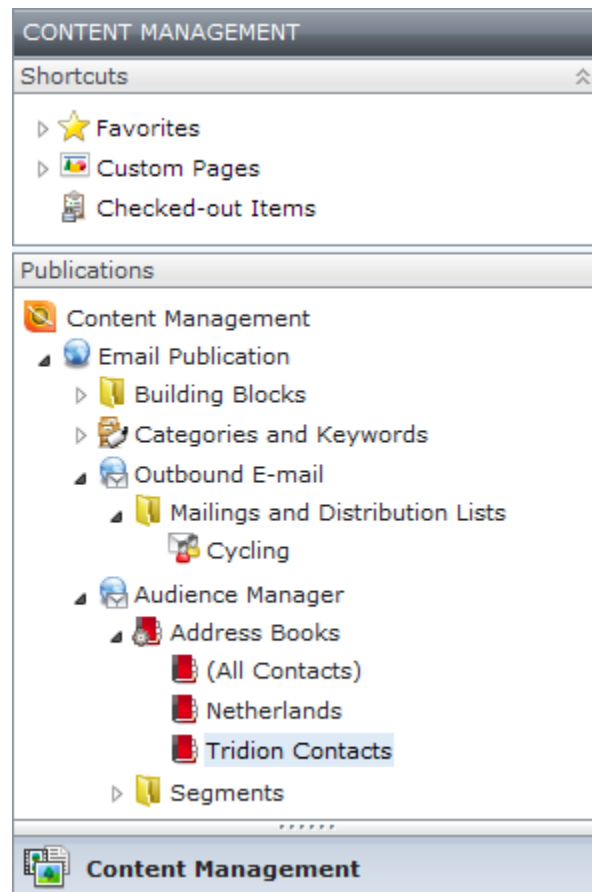 CONTENT MANAGEMENT
Shortcuts
Favorites
Custom Pages
Checked-out Items
Publications
Content Management
Email Publication
Building Blocks
Categories and Keywords
Outbound E-mail
Mailings and Distribution Lists
Cycling
Audience Manager
Address Books
(All Contacts)
Netherlands
Tridion Contacts
Segments
Content Management